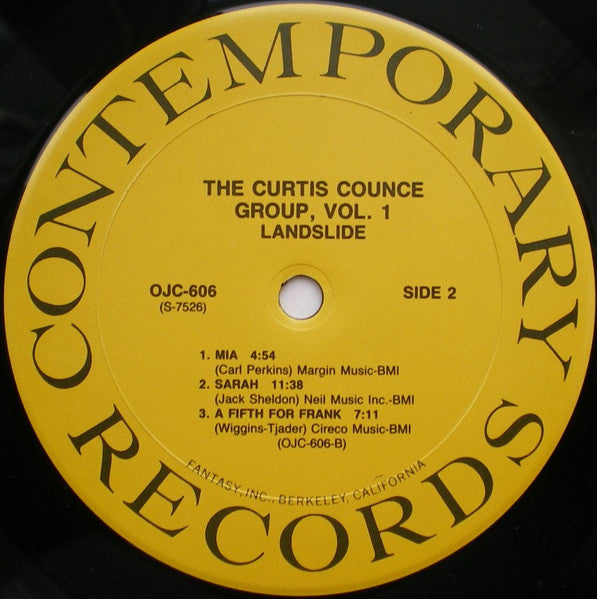 CONTEMPORARY RECORDS
THE CURTIS COUNCE
GROUP, VOL. 1
LANDSLIDE
OJC-606
(S-7526)
SIDE 2
1. MIA 4:54
(Carl Perkins) Margin Music-BMI
2. SARAH 11:38
(Jack Sheldon) Neil Music Inc.-BMI
3. A FIFTH FOR FRANK 7:11
(Wiggins-Tjader) Cireco Music-BMI
(OJC-606-B)
FANTASY, INC., BERKELEY, CALIFORNIA